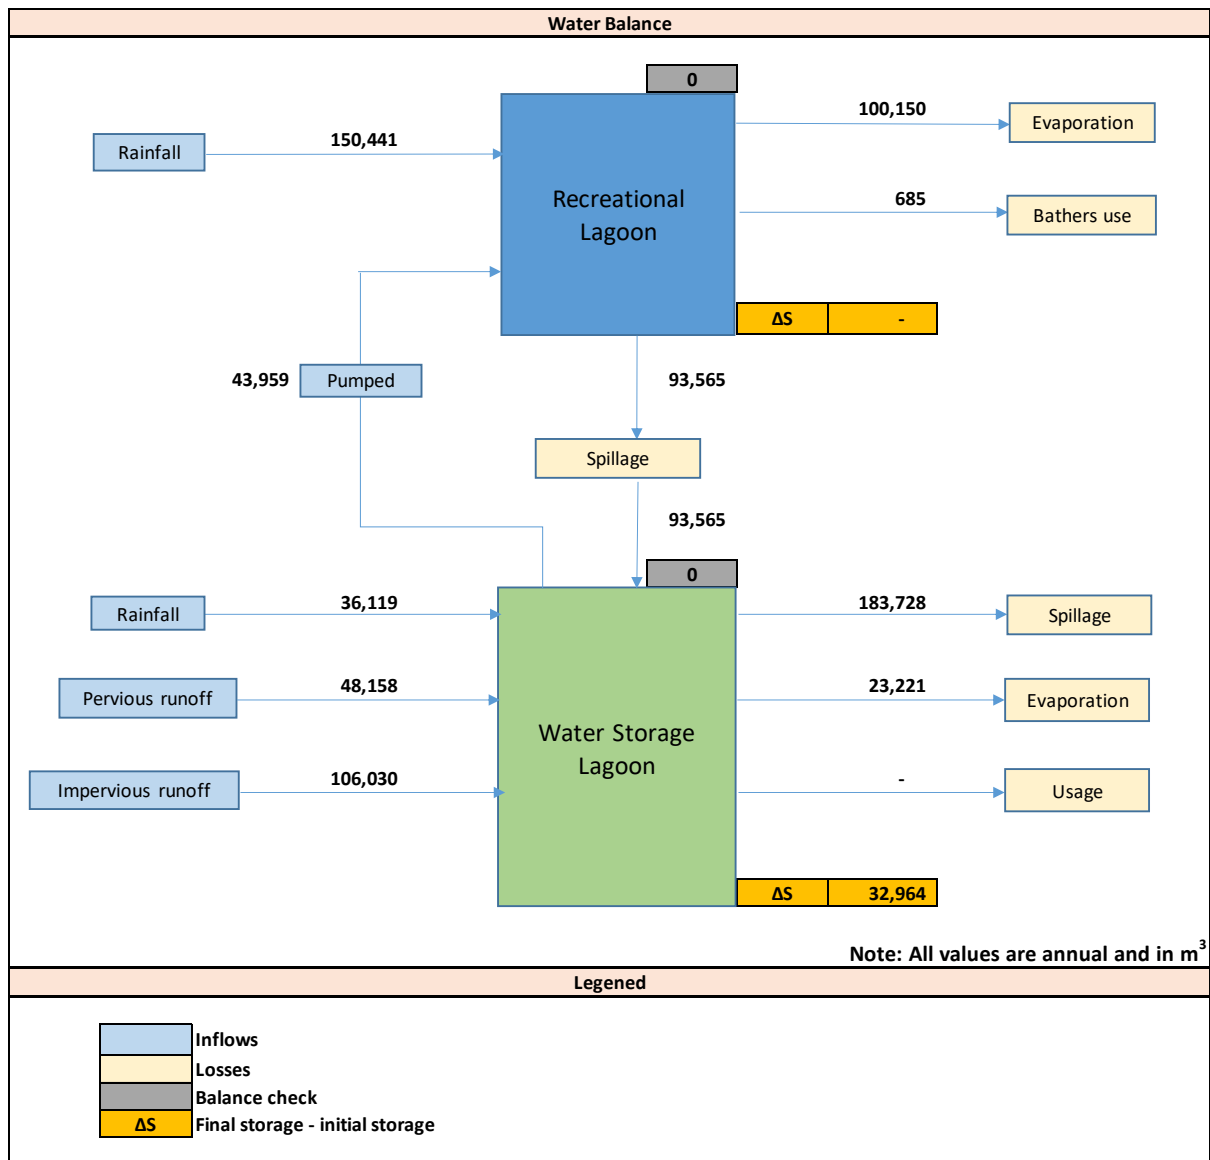 Water Balance
0
100,150
Evaporation
Rainfall
150,441
Recreational
Lagoon
685
Bathers use
ΔS
-
43,959
Pumped
93,565
Spillage
93,565
0
Rainfall
36,119
183,728
Spillage
Pervious runoff
48,158
23,221
Evaporation
Water Storage
Lagoon
Impervious runoff
106,030
-
Usage
ΔS
32,964
Note: All values are annual and in m³
Legened
Inflows
Losses
Balance check
ΔS
Final storage - initial storage